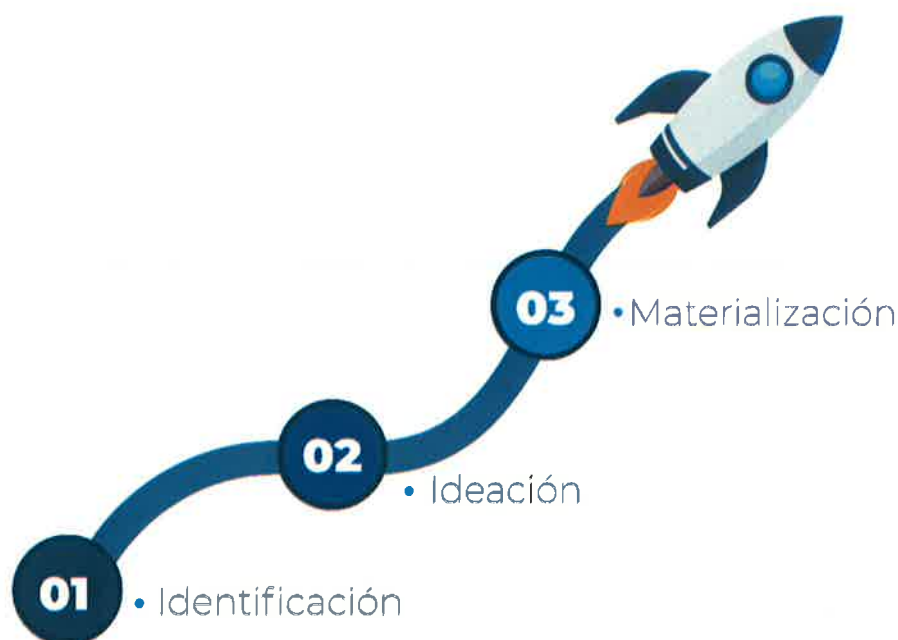 03
• Materialización
02
• Ideación
01
• Identificación